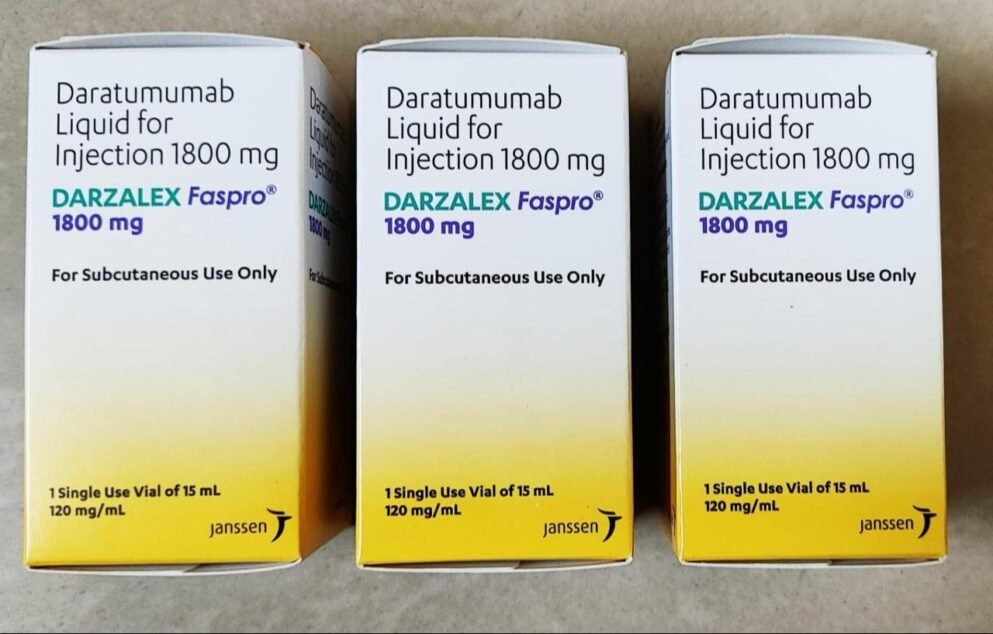 Daratumumab
Liquid for
Injection 1800 mg
DARZALEX Faspro®
1800 mg
For Subcutaneous Use Only
1 Single Use Vial of 15 mL
120 mg/mL
Janssen
Daratumumab
Liquid for
Injection 1800 mg
DARZALEX Faspro®
1800 mg
For Subcutaneous Use Only
1 Single Use Vial of 15 mL
120 mg/mL
Janssen
Daratumumab
Liquid for
Injection 1800 mg
DARZALEX Faspro®
1800 mg
For Subcutaneous Use Only
1 Single Use Vial of 15 mL
120 mg/mL
Janssen